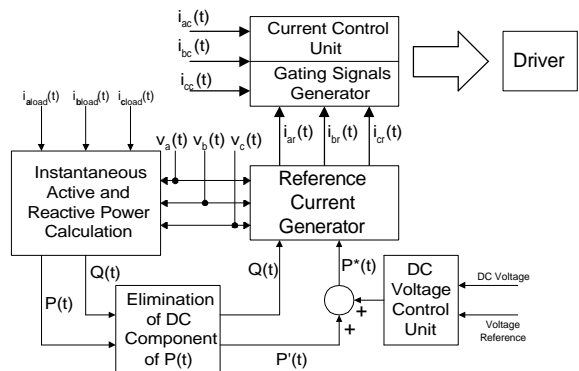 i_ac(t)
i_bc(t)
i_cc(t)
Current Control
Unit
Gating Signals
Generator
Driver
i_aload(t)
i_bload(t)
i_cload(t)
v_a(t)
v_b(t)
v_c(t)
i_ar(t)
i_br(t)
i_cr(t)
Instantaneous
Active and
Reactive Power
Calculation
Reference
Current
Generator
Q(t)
P(t)
Q(t)
P*(t)
Elimination
of DC
Component
of P(t)
P'(t)
+
+
DC
Voltage
Control
Unit
DC Voltage
Voltage
Reference